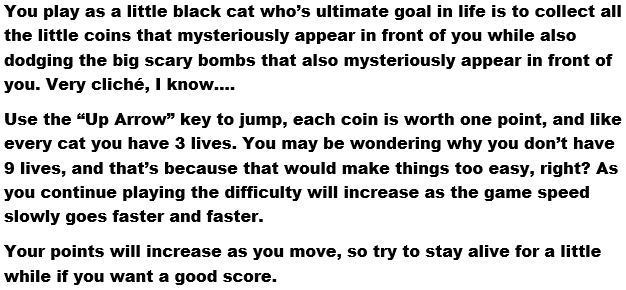 You play as a little black cat who’s ultimate goal in life is to collect all
the little coins that mysteriously appear in front of you while also
dodging the big scary bombs that also mysteriously appear in front of
you. Very cliché, I know....
Use the “Up Arrow” key to jump, each coin is worth one point, and like
every cat you have 3 lives. You may be wondering why you don’t have
9 lives, and that’s because that would make things too easy, right? As
you continue playing the difficulty will increase as the game speed
slowly goes faster and faster.
Your points will increase as you move, so try to stay alive for a little
while if you want a good score.